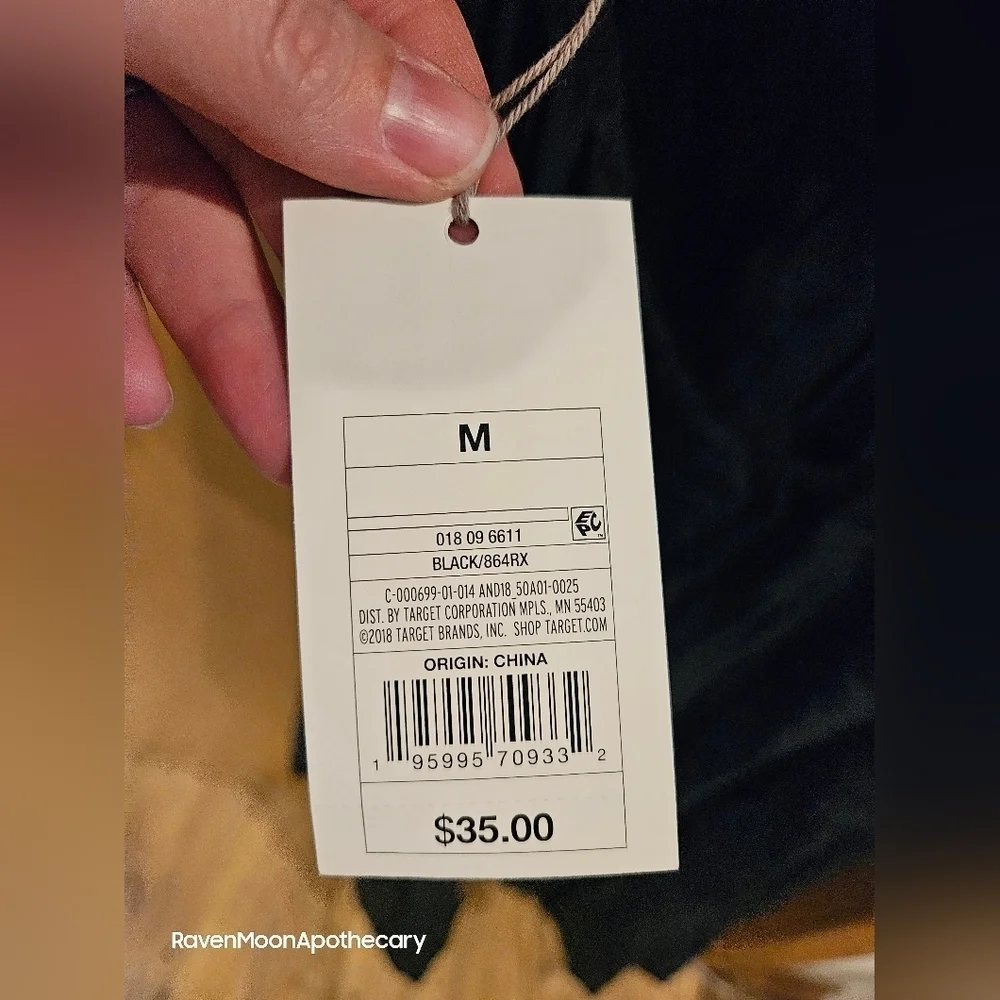 M
EPC
018 09 6611
BLACK/864RX
C-000699-01-014 AND18_50A01-0025
DIST. BY TARGET CORPORATION MPLS., MN 55403
©2018 TARGET BRANDS, INC. SHOP TARGET.COM
ORIGIN: CHINA
1 95995 70933 2
$35.00
RavenMoonApothecary